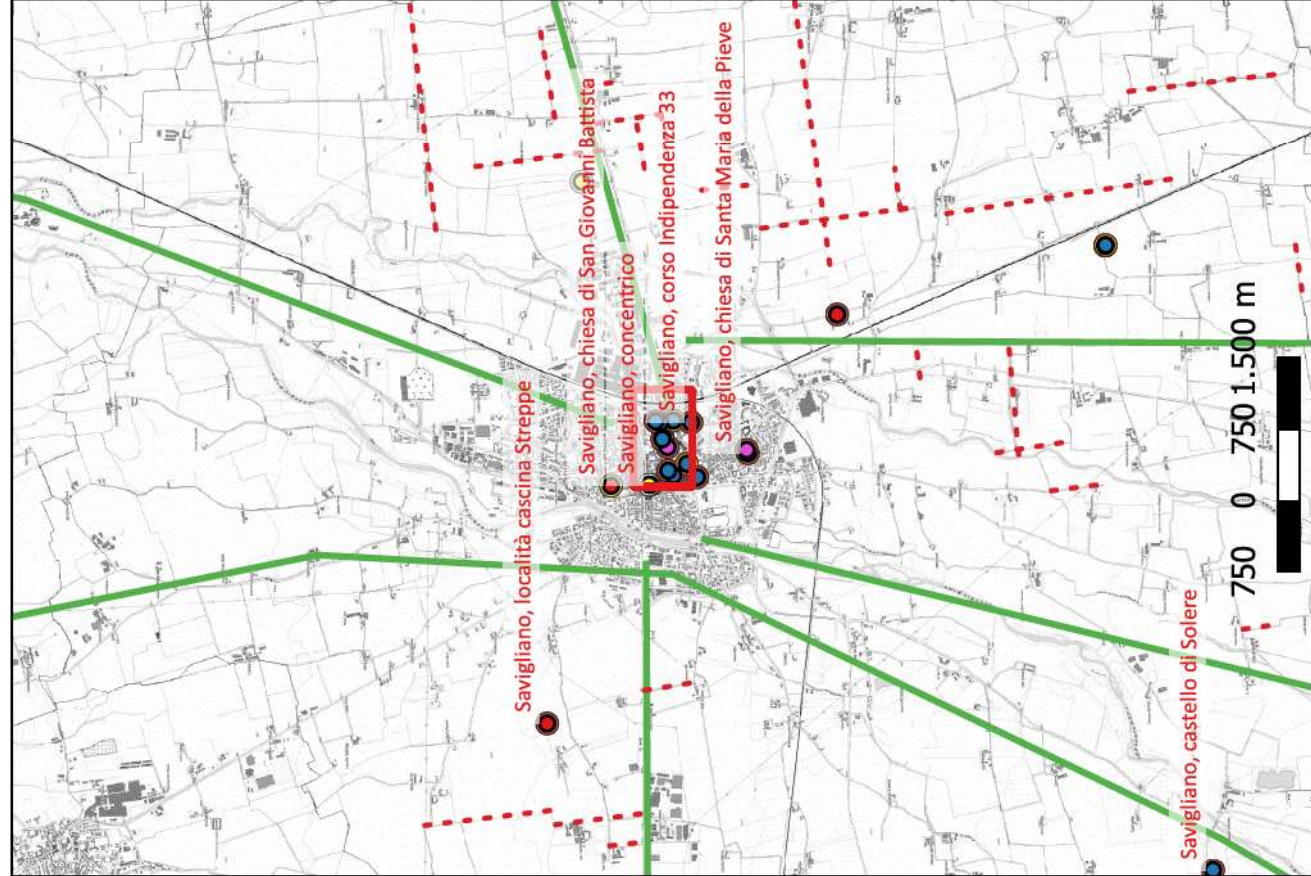 Savigliano, località cascina Streppe
Savigliano, chiesa di San Giovanni Battista
Savigliano, concentrico
Savigliano, corso Indipendenza 33
Savigliano, chiesa di Santa Maria della Pieve
Savigliano, castello di Solere
750 0 750 1.500 m